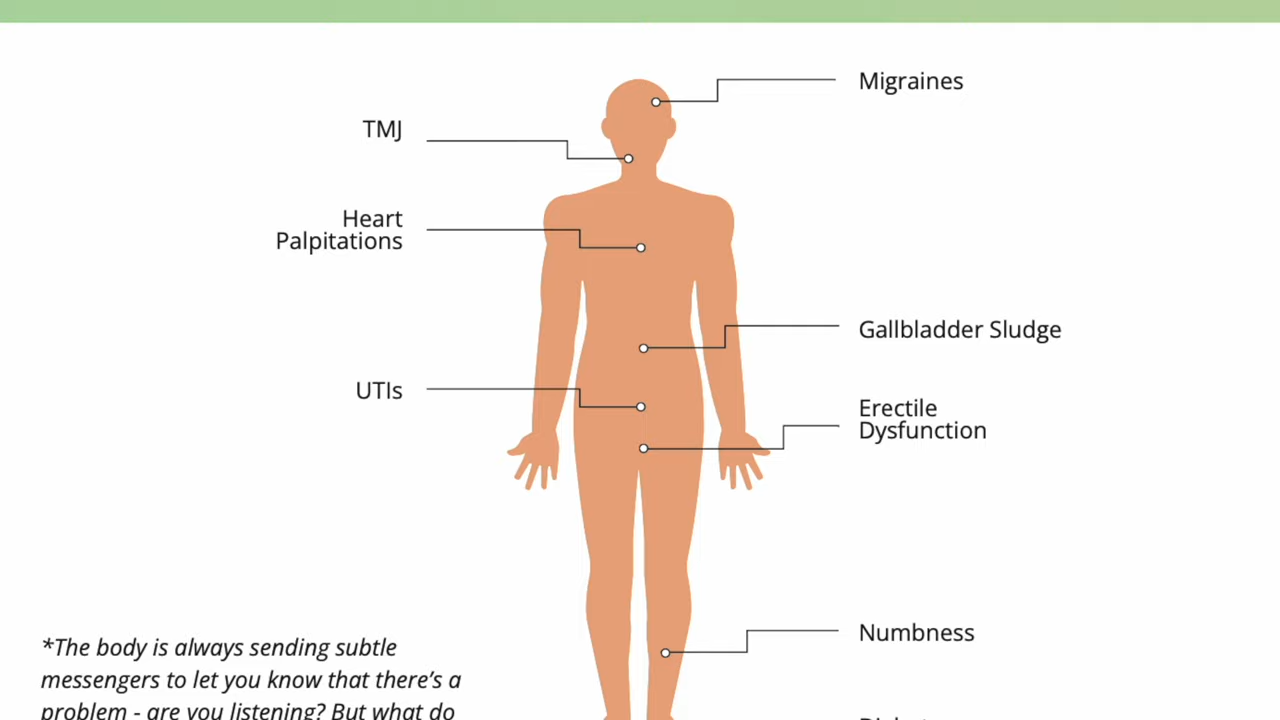 Migraines
TMJ
Heart
Palpitations
Gallbladder Sludge
UTIs
Erectile
Dysfunction
Numbness
*The body is always sending subtle
messengers to let you know that there's a
problem - are you listening? But what do